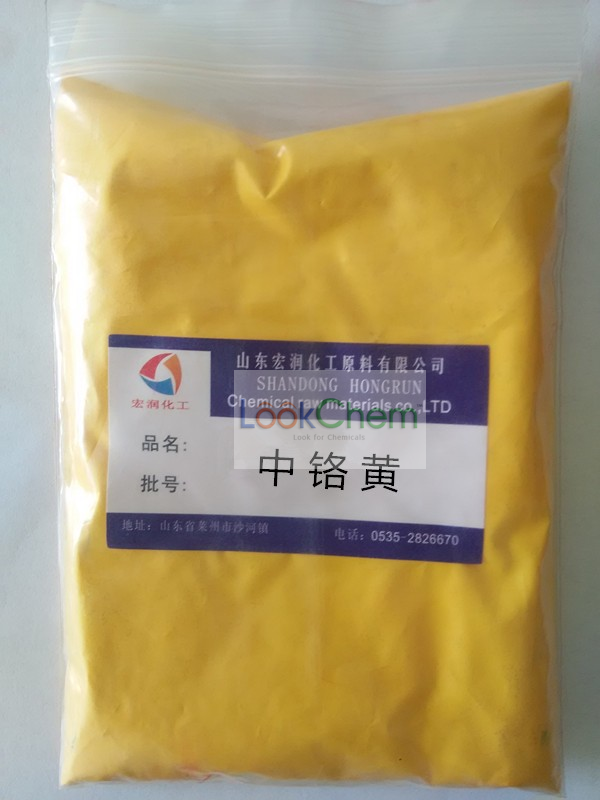 山东宏润化工原料有限公司
SHANDONG HONGRUN
Chemical raw materials co.,LTD
宏润化工
LookChem
Look for Chemicals
品名:
中铬黄
批号:
地址: 山东省莱州市沙河镇
电话: 0535-2826670